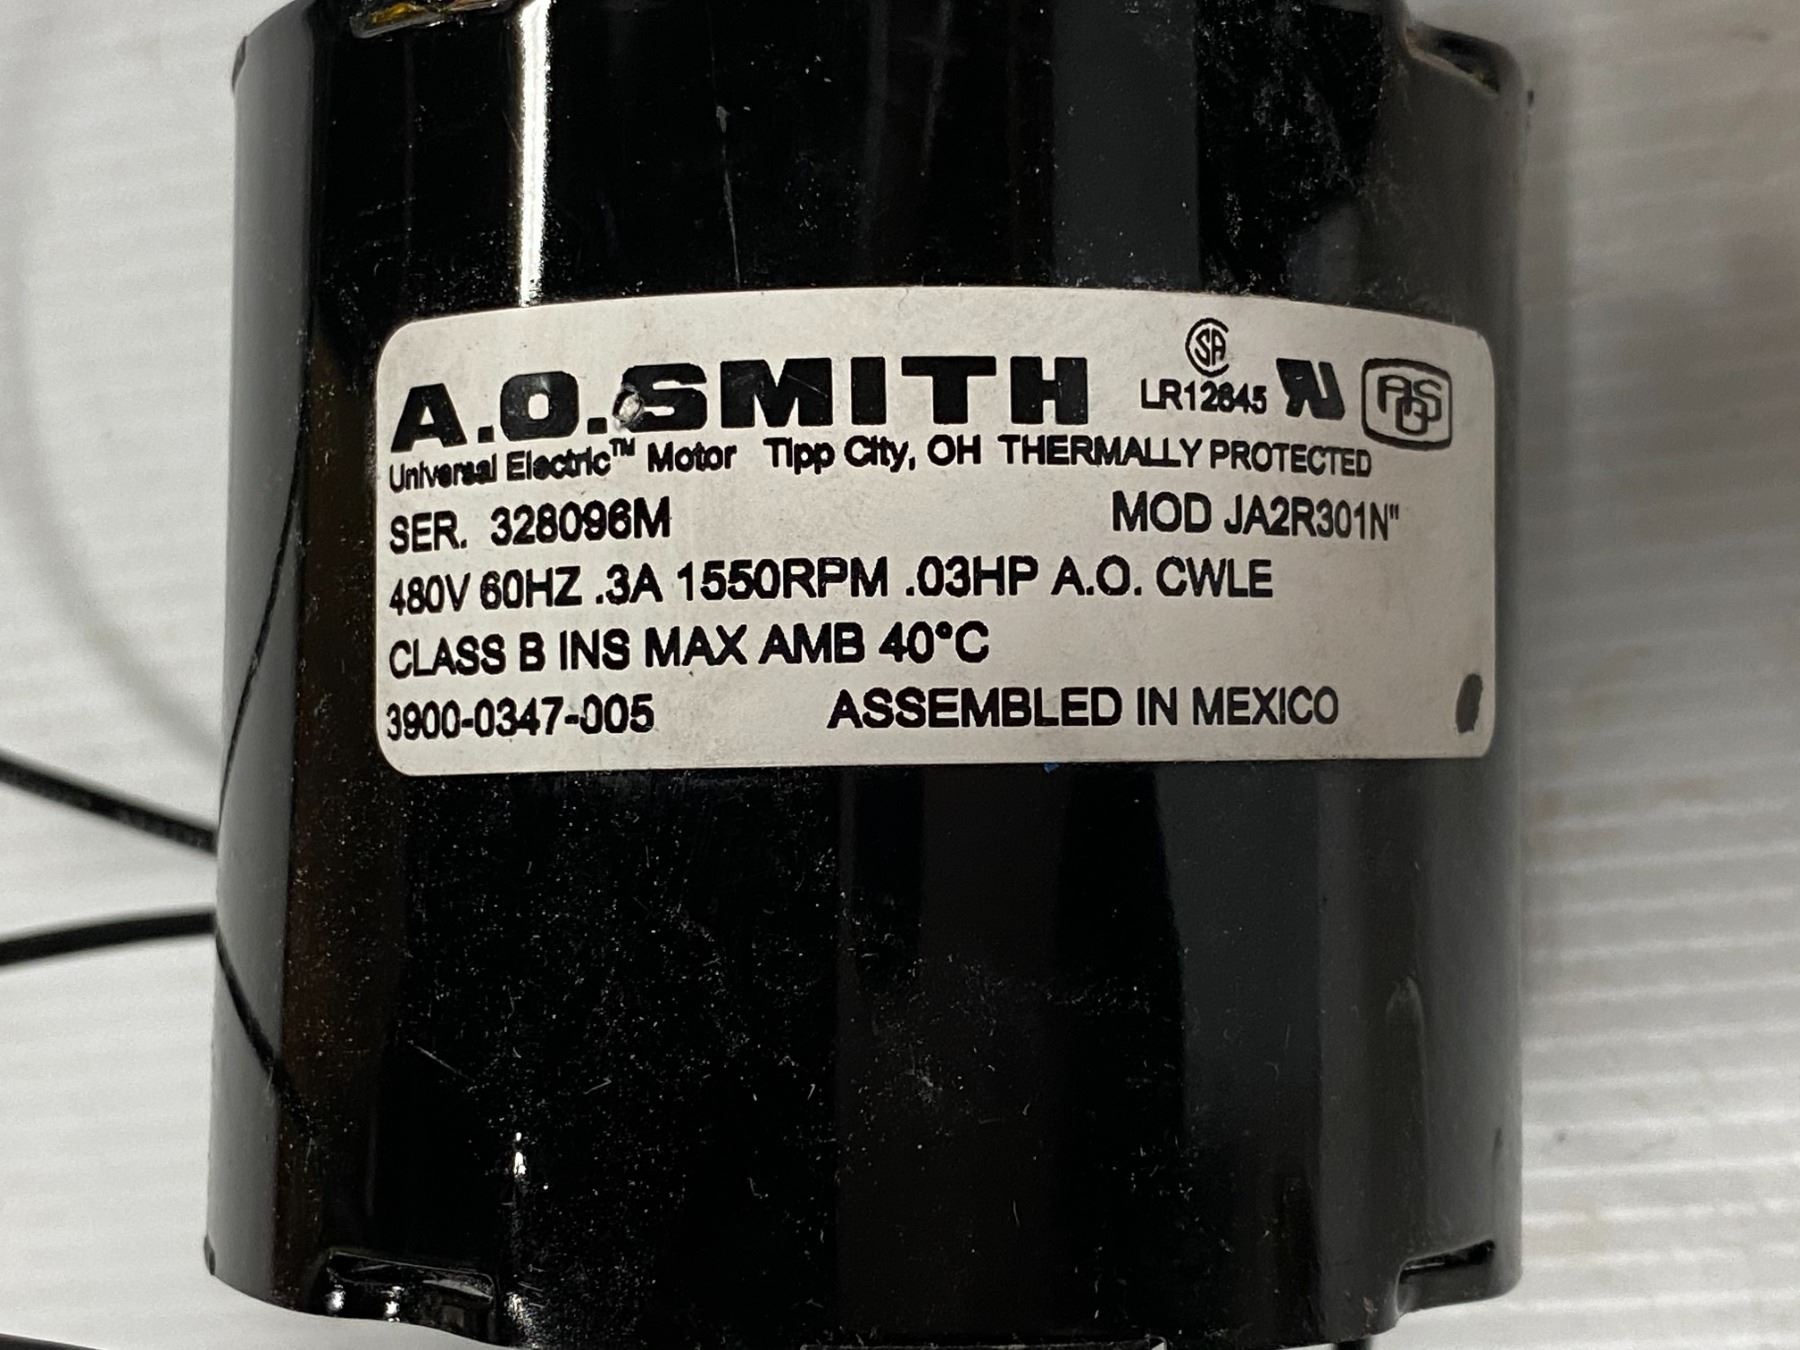 A.O.SMITH
SA
LR12645
Universal Electric™ Motor Tipp City, OH THERMALLY PROTECTED
SER. 328096M MOD JA2R301N"
480V 60HZ .3A 1550RPM .03HP A.O. CWLE
CLASS B INS MAX AMB 40°C
3900-0347-005 ASSEMBLED IN MEXICO